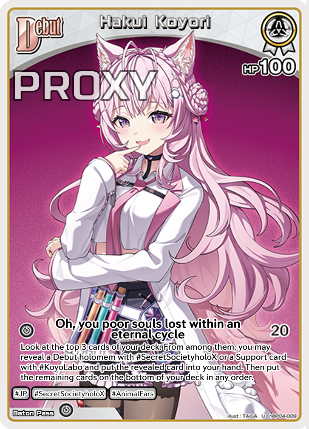 Debut
Hakui Koyori
HP 100
PROXY
Oh, you poor souls lost within an
eternal cycle
20
Look at the top 3 cards of your deck. From among them, you may
reveal a Debut holomem with #SecretSocietyholoX or a Support card
with #KoyoLabo and put the revealed card into your hand. Then put
the remaining cards on the bottom of your deck in any order.
#JP #SecretSocietyholoX #AnimalEars
Baton Pass
Illust: TAGA U hBP04-009